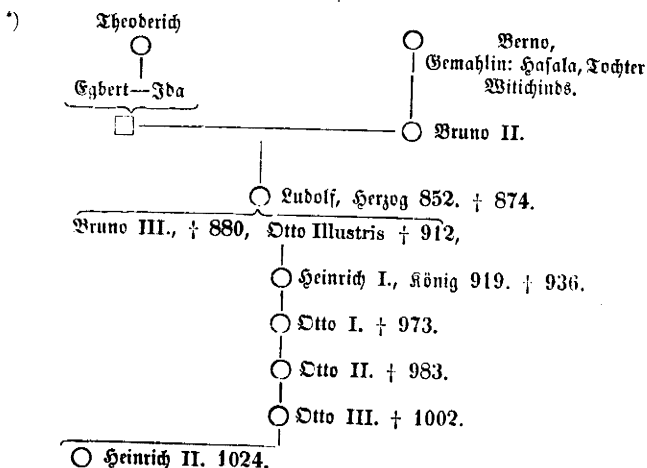 *)
Theoderich
Berno,
Gemahlin: Hasala, Tochter
Witichinds.
Egbert—Ida
Bruno II.
Ludolf, Herzog 852. † 874.
Bruno III., † 880, Otto Illustris † 912,
Heinrich I., König 919. † 936.
Otto I. † 973.
Otto II. † 983.
Otto III. † 1002.
Heinrich II. 1024.